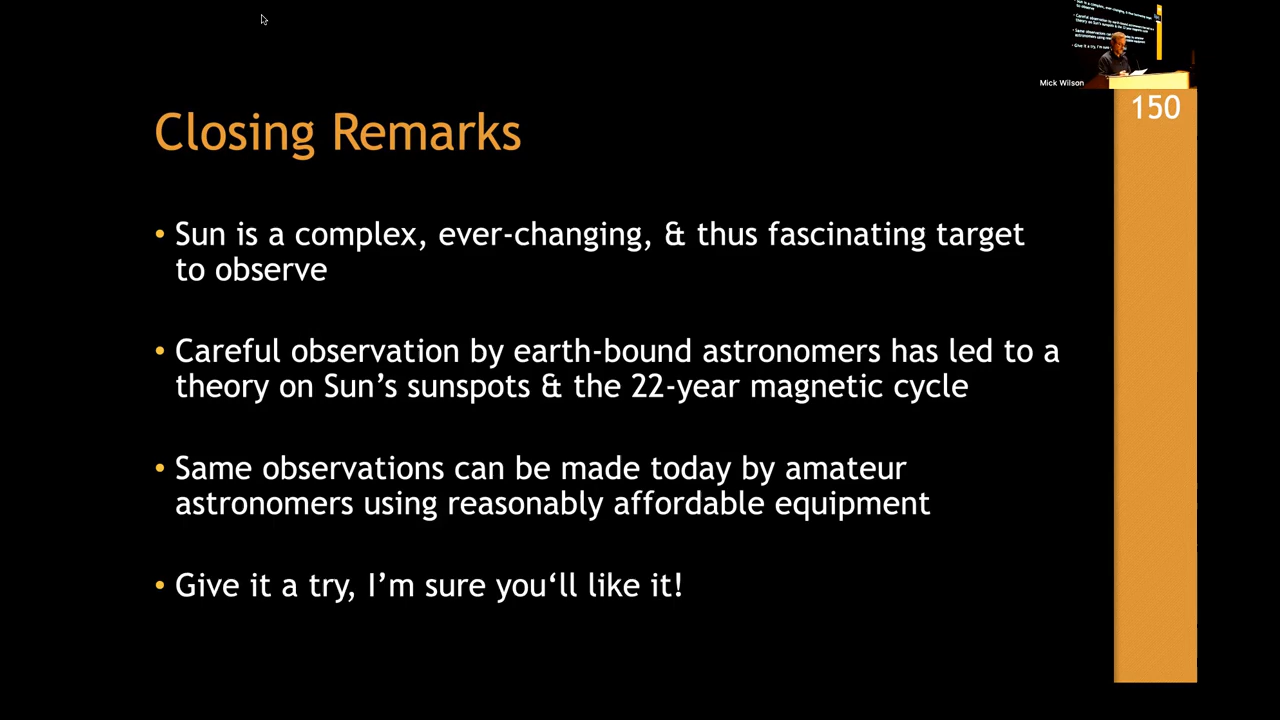 Mick Wilson
150
Closing Remarks
• Sun is a complex, ever-changing, & thus fascinating target
to observe
• Careful observation by earth-bound astronomers has led to a
theory on Sun’s sunspots & the 22-year magnetic cycle
• Same observations can be made today by amateur
astronomers using reasonably affordable equipment
• Give it a try, I’m sure you‘ll like it!